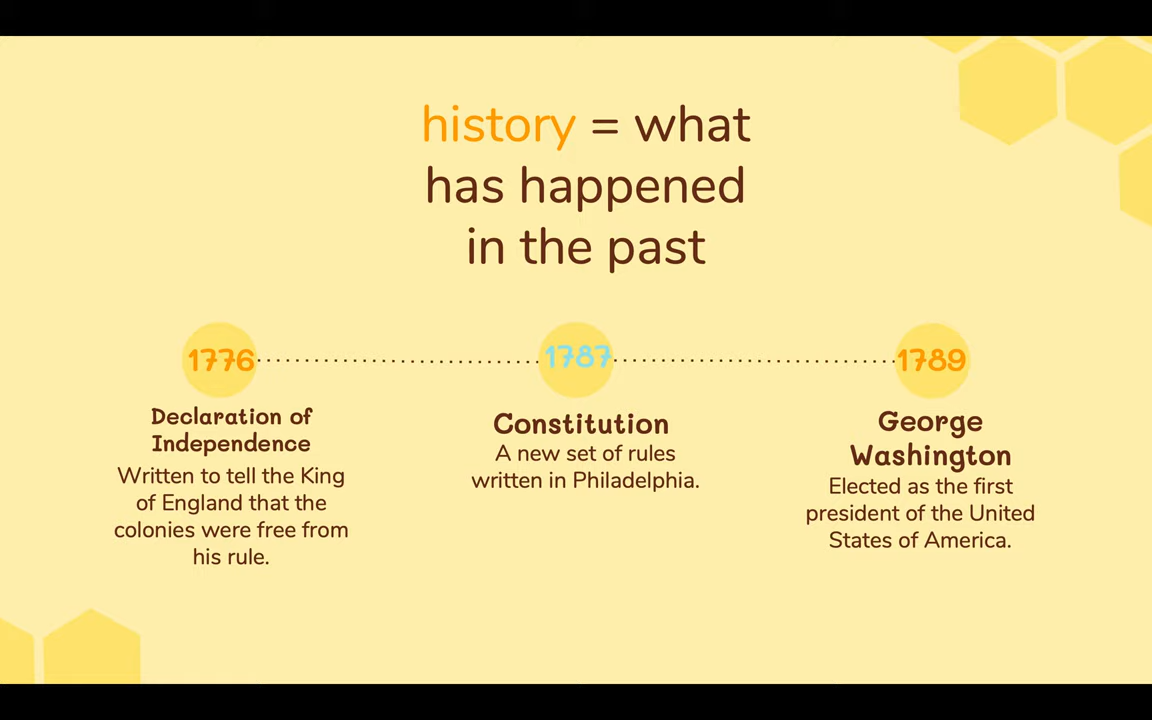 history = what
has happened
in the past
1776
1787
1789
Declaration of
Independence
Written to tell the King
of England that the
colonies were free from
his rule.
Constitution
A new set of rules
written in Philadelphia.
George
Washington
Elected as the first
president of the United
States of America.